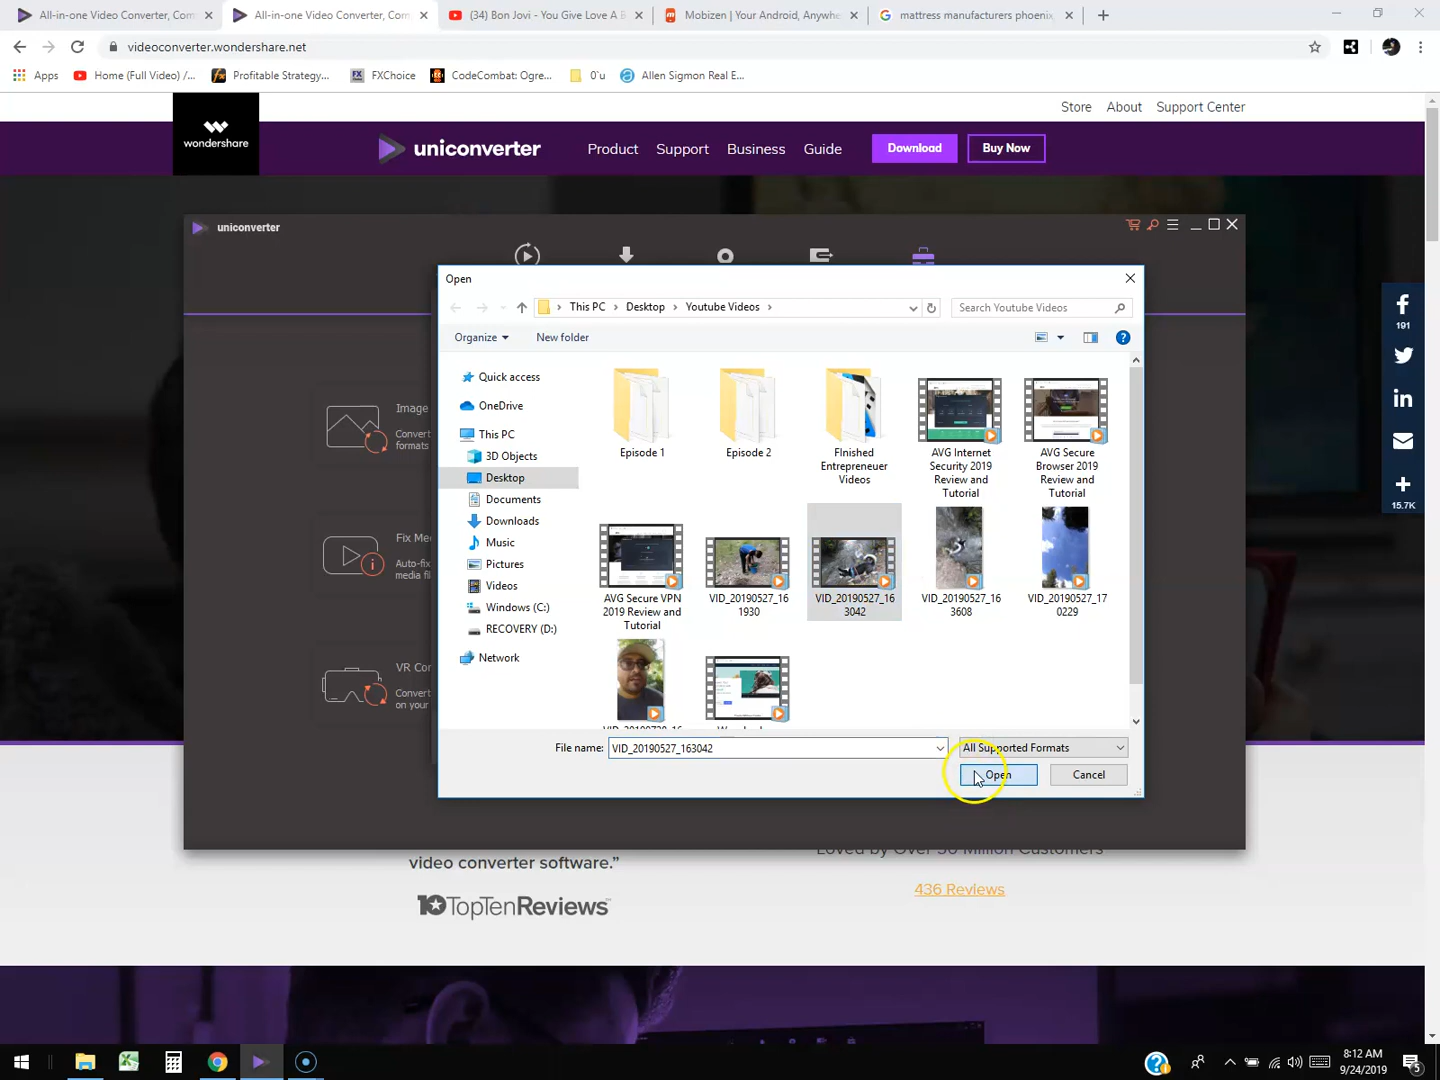 All-in-one Video Converter, Com
All-in-one Video Converter, Com
(34) Bon Jovi - You Give Love A B
Mobizen | Your Android, Anywhe
mattress manufacturers phoenix,
videoconverter.wondershare.net
Apps
Home (Full Video) /...
Profitable Strategy...
FXChoice
CodeCombat: Ogre...
0`u
Allen Sigmon Real E...
Store
About
Support Center
wondershare
uniconverter
Product
Support
Business
Guide
Download
Buy Now
uniconverter
Open
This PC
Desktop
Youtube Videos
Search Youtube Videos
Organize
New folder
Quick access
OneDrive
This PC
3D Objects
Desktop
Documents
Downloads
Music
Pictures
Videos
Windows (C:)
RECOVERY (D:)
Network
Episode 1
Episode 2
FInished
Entrepreneuer
Videos
AVG Internet
Security 2019
Review and
Tutorial
AVG Secure
Browser 2019
Review and
Tutorial
AVG Secure VPN
2019 Review and
Tutorial
VID_20190527_16
1930
VID_20190527_16
3042
VID_20190527_16
3608
VID_20190527_17
0229
File name:
VID_20190527_163042
All Supported Formats
Open
Cancel
Image
Convert
formats
Fix Me
Auto-fix
media fil
VR Con
Convert
on your
191
15.7K
video converter software.”
10TopTenReviews
436 Reviews
8:12 AM
9/24/2019
5